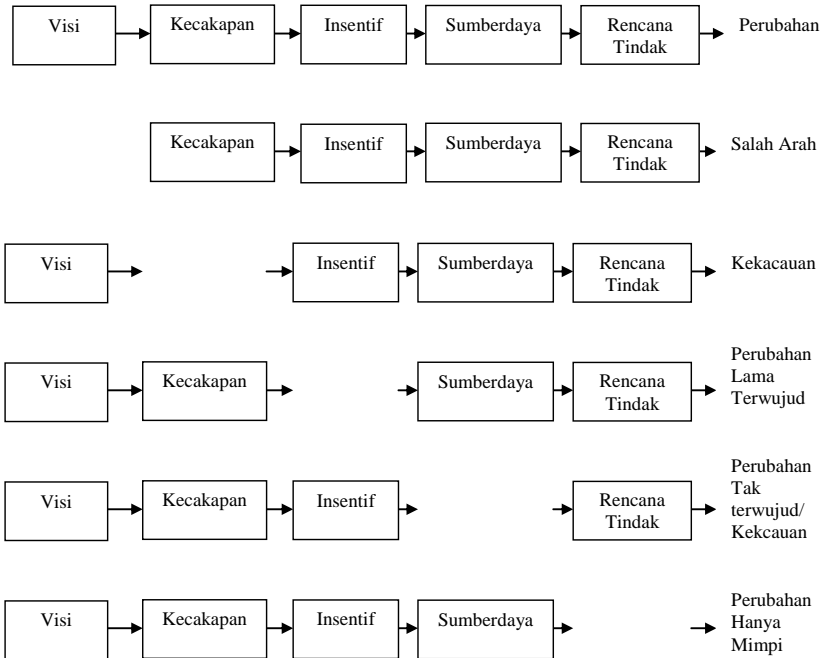 Visi
Kecakapan
Insentif
Sumberdaya
Rencana
Tindak
Perubahan
Kecakapan
Insentif
Sumberdaya
Rencana
Tindak
Salah Arah
Visi
Insentif
Sumberdaya
Rencana
Tindak
Kekacauan
Visi
Kecakapan
Sumberdaya
Rencana
Tindak
Perubahan
Lama
Terwujud
Visi
Kecakapan
Insentif
Rencana
Tindak
Perubahan
Tak
terwujud/
Kekcauan
Visi
Kecakapan
Insentif
Sumberdaya
Perubahan
Hanya
Mimpi